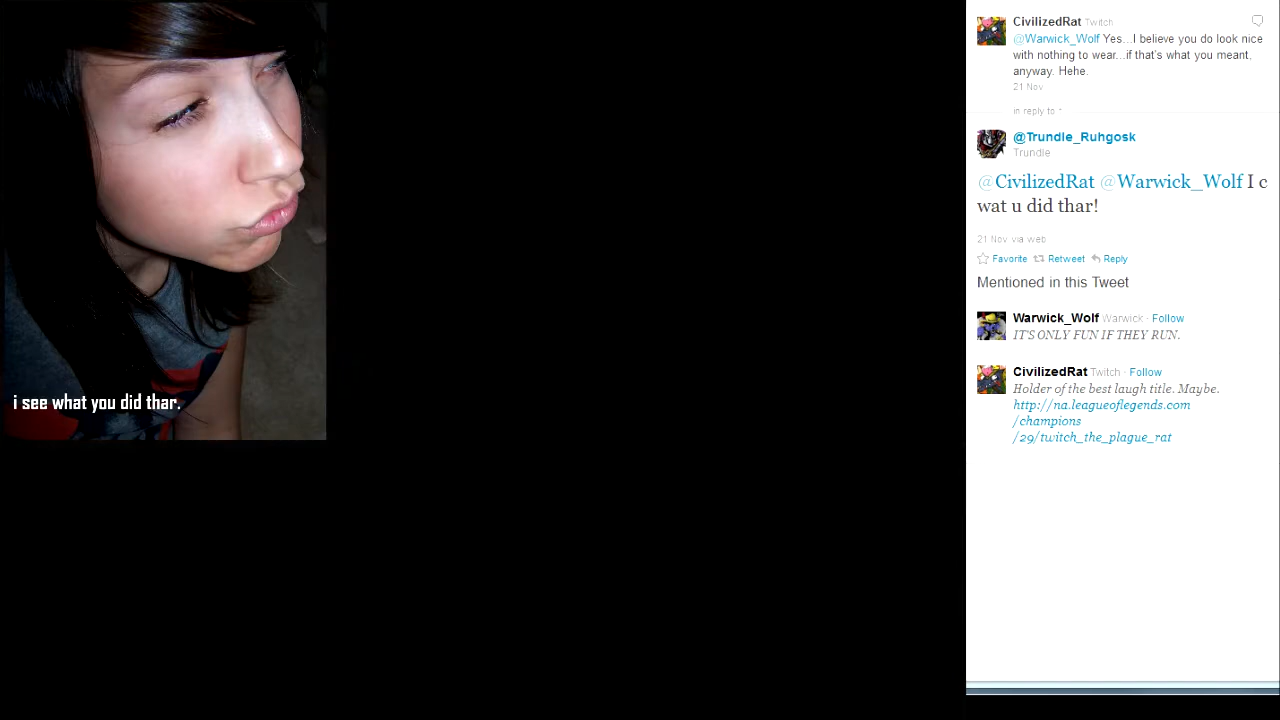 i see what you did thar.
CivilizedRat Twitch
@Warwick_Wolf Yes...I believe you do look nice
with nothing to wear...if that's what you meant,
anyway. Hehe.
21 Nov
in reply to
@Trundle_Ruhgosk
Trundle
@CivilizedRat @Warwick_Wolf I c
wat u did thar!
21 Nov via web
Favorite Retweet Reply
Mentioned in this Tweet
Warwick_Wolf Warwick · Follow
IT'S ONLY FUN IF THEY RUN.
CivilizedRat Twitch · Follow
Holder of the best laugh title. Maybe.
http://na.leagueoflegends.com
/champions
/29/twitch_the_plague_rat